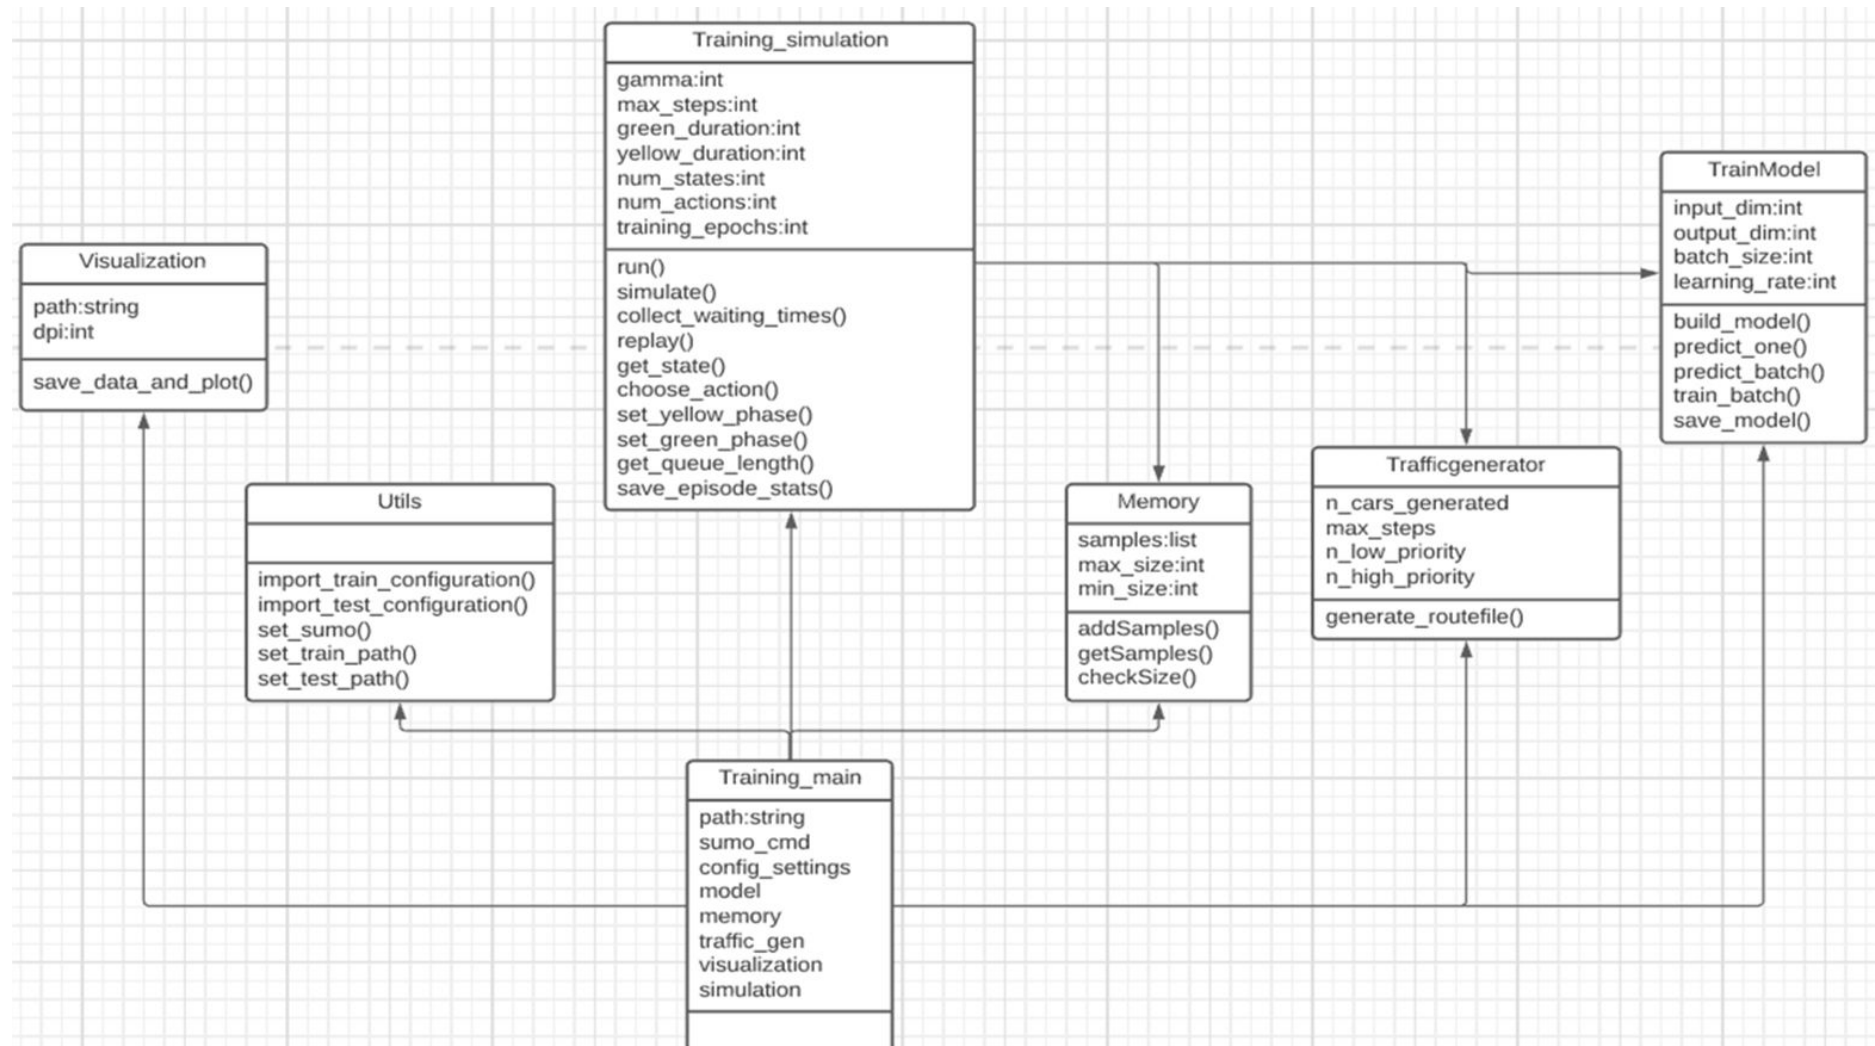 Training_simulation
gamma:int
max_steps:int
green_duration:int
yellow_duration:int
num_states:int
num_actions:int
training_epochs:int
run()
simulate()
collect_waiting_times()
replay()
get_state()
choose_action()
set_yellow_phase()
set_green_phase()
get_queue_length()
save_episode_stats()
TrainModel
input_dim:int
output_dim:int
batch_size:int
learning_rate:int
build_model()
predict_one()
predict_batch()
train_batch()
save_model()
Visualization
path:string
dpi:int
save_data_and_plot()
Utils
import_train_configuration()
import_test_configuration()
set_sumo()
set_train_path()
set_test_path()
Memory
samples:list
max_size:int
min_size:int
addSamples()
getSamples()
checkSize()
Trafficgenerator
n_cars_generated
max_steps
n_low_priority
n_high_priority
generate_routefile()
Training_main
path:string
sumo_cmd
config_settings
model
memory
traffic_gen
visualization
simulation